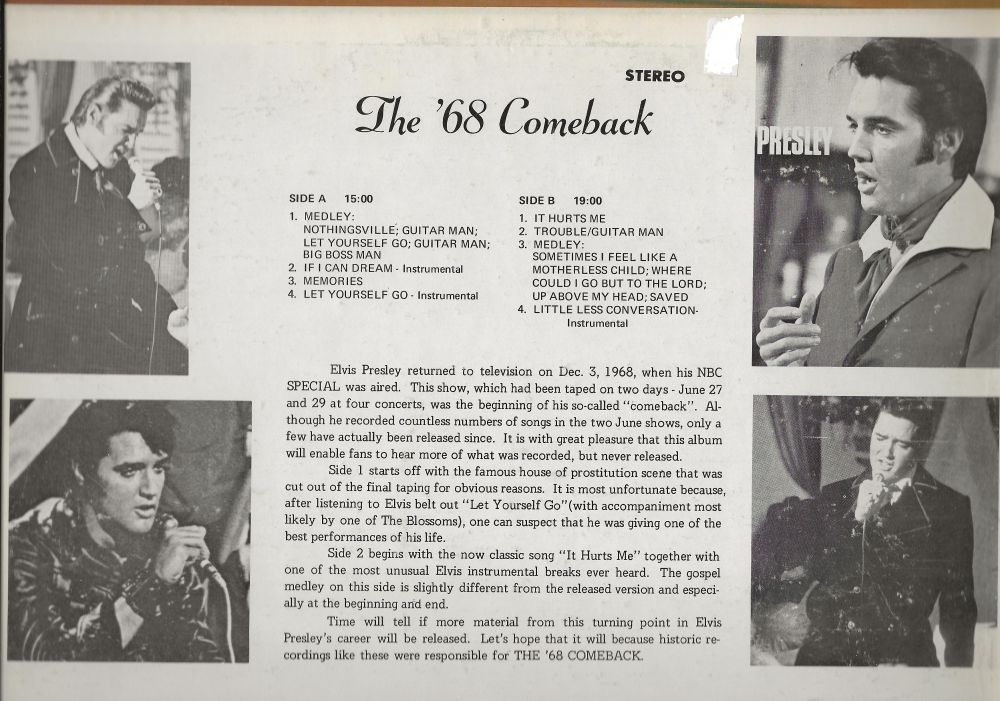 STEREO
The '68 Comeback
PRESLEY
SIDE A 15:00
1. MEDLEY:
NOTHINGSVILLE; GUITAR MAN;
LET YOURSELF GO; GUITAR MAN;
BIG BOSS MAN
2. IF I CAN DREAM - Instrumental
3. MEMORIES
4. LET YOURSELF GO - Instrumental
SIDE B 19:00
1. IT HURTS ME
2. TROUBLE/GUITAR MAN
3. MEDLEY:
SOMETIMES I FEEL LIKE A
MOTHERLESS CHILD; WHERE
COULD I GO BUT TO THE LORD;
UP ABOVE MY HEAD; SAVED
4. LITTLE LESS CONVERSATION-
Instrumental
Elvis Presley returned to television on Dec. 3, 1968, when his NBC
SPECIAL was aired. This show, which had been taped on two days - June 27
and 29 at four concerts, was the beginning of his so-called "comeback". Al-
though he recorded countless numbers of songs in the two June shows, only a
few have actually been released since. It is with great pleasure that this album
will enable fans to hear more of what was recorded, but never released.
Side 1 starts off with the famous house of prostitution scene that was
cut out of the final taping for obvious reasons. It is most unfortunate because,
after listening to Elvis belt out "Let Yourself Go"(with accompaniment most
likely by one of The Blossoms), one can suspect that he was giving one of the
best performances of his life.
Side 2 begins with the now classic song "It Hurts Me" together with
one of the most unusual Elvis instrumental breaks ever heard. The gospel
medley on this side is slightly different from the released version and especi-
ally at the beginning and end.
Time will tell if more material from this turning point in Elvis
Presley's career will be released. Let's hope that it will because historic re-
cordings like these were responsible for THE '68 COMEBACK.